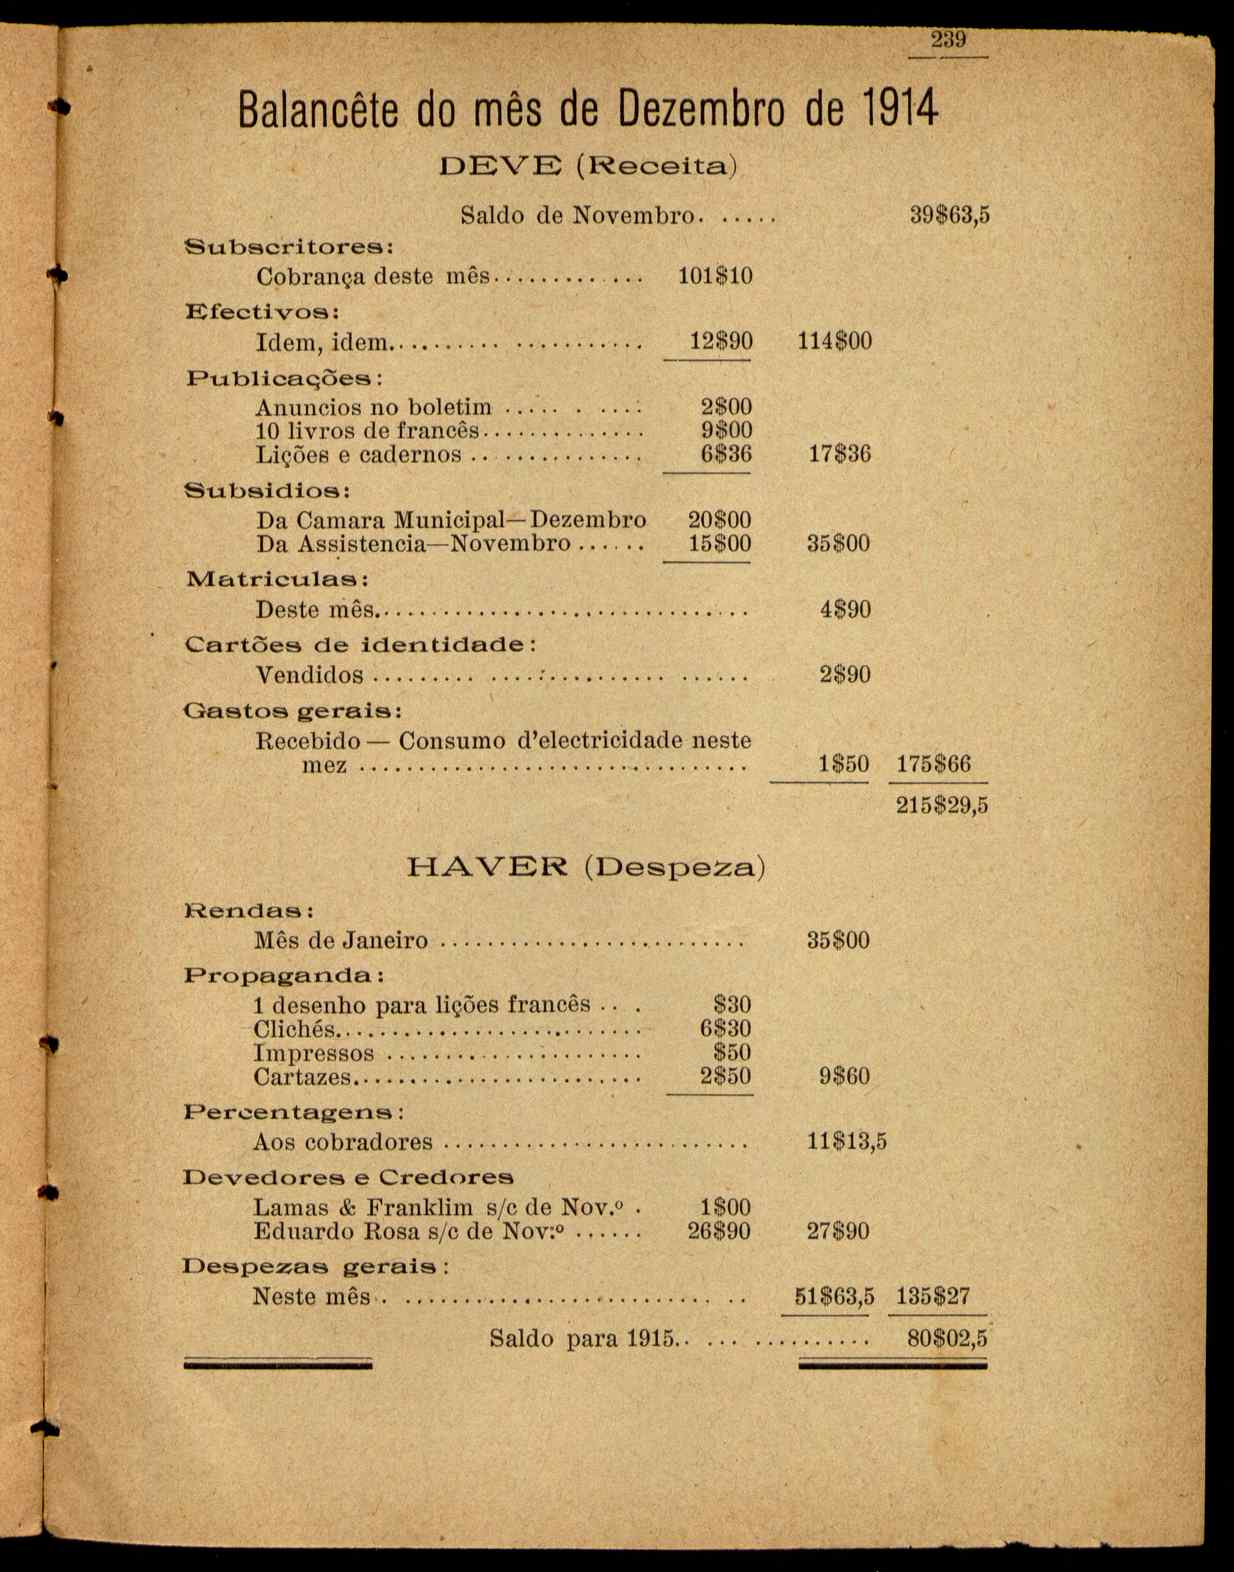 239
Balancête do mês de Dezembro de 1914
DEVE (Receita)
Saldo de Novembro. ..... 39$63,5
Subscritores:
Cobrança deste mês............. 101$10
Efectivos:
Idem, idem.......... ........... 12$90 114$00
Publicações:
Anuncios no boletim ..... . .... 2$00
10 livros de francês.............. 9$00
Lições e cadernos .. ............ 6$36 17$36
Subsidios:
Da Camara Municipal—Dezembro 20$00
Da Assistencia—Novembro ...... 15$00 35$00
Matriculas:
Deste mês................................ 4$90
Cartões de identidade:
Vendidos ......... ............... ...... 2$90
Gastos gerais:
Recebido — Consumo d'electricidade neste
mez ................................. 1$50 175$66
215$29,5
HAVER (Despeza)
Rendas:
Mês de Janeiro .......................... 35$00
Propaganda:
1 desenho para lições francês .. . $30
Clichés.......................... 6$30
Impressos ...................... $50
Cartazes......................... 2$50 9$60
Percentagens:
Aos cobradores .......................... 11$13,5
Devedores e Credores
Lamas & Franklim s/c de Nov.º . 1$00
Eduardo Rosa s/c de Nov:º ...... 26$90 27$90
Despezas gerais:
Neste mês. .......................... .. 51$63,5 135$27
Saldo para 1915.. ... .......... 80$02,5